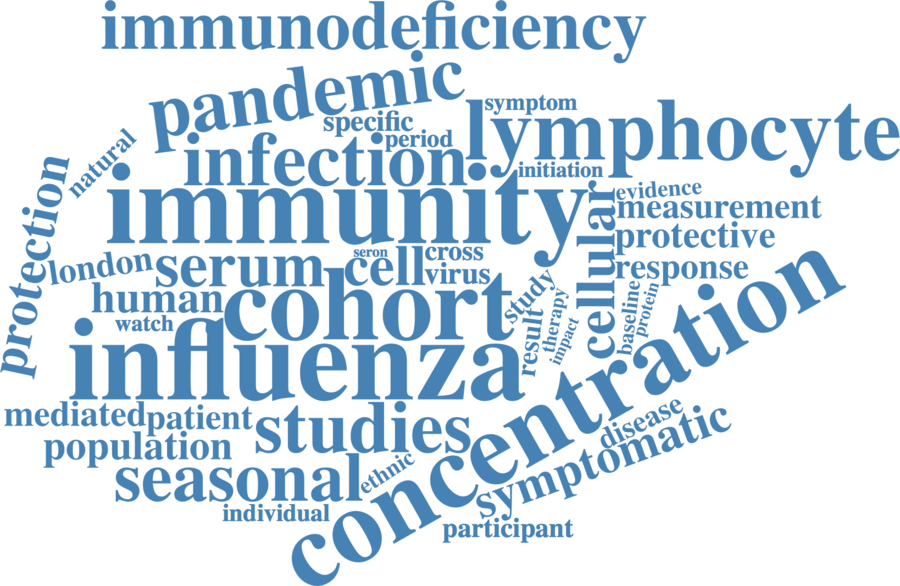 immunodeficiency
pandemic
symptom
specific
lymphocyte
period
natural
infection
initiation
immunity
evidence
measurement
protection
cellular
protective
seron
cross
london
serum
cell
virus
response
human
cohort
study
baseline
protein
watch
therapy
result
impact
influenza
concentration
mediated
patient
studies
disease
population
symptomatic
seasonal
ethnic
individual
participant